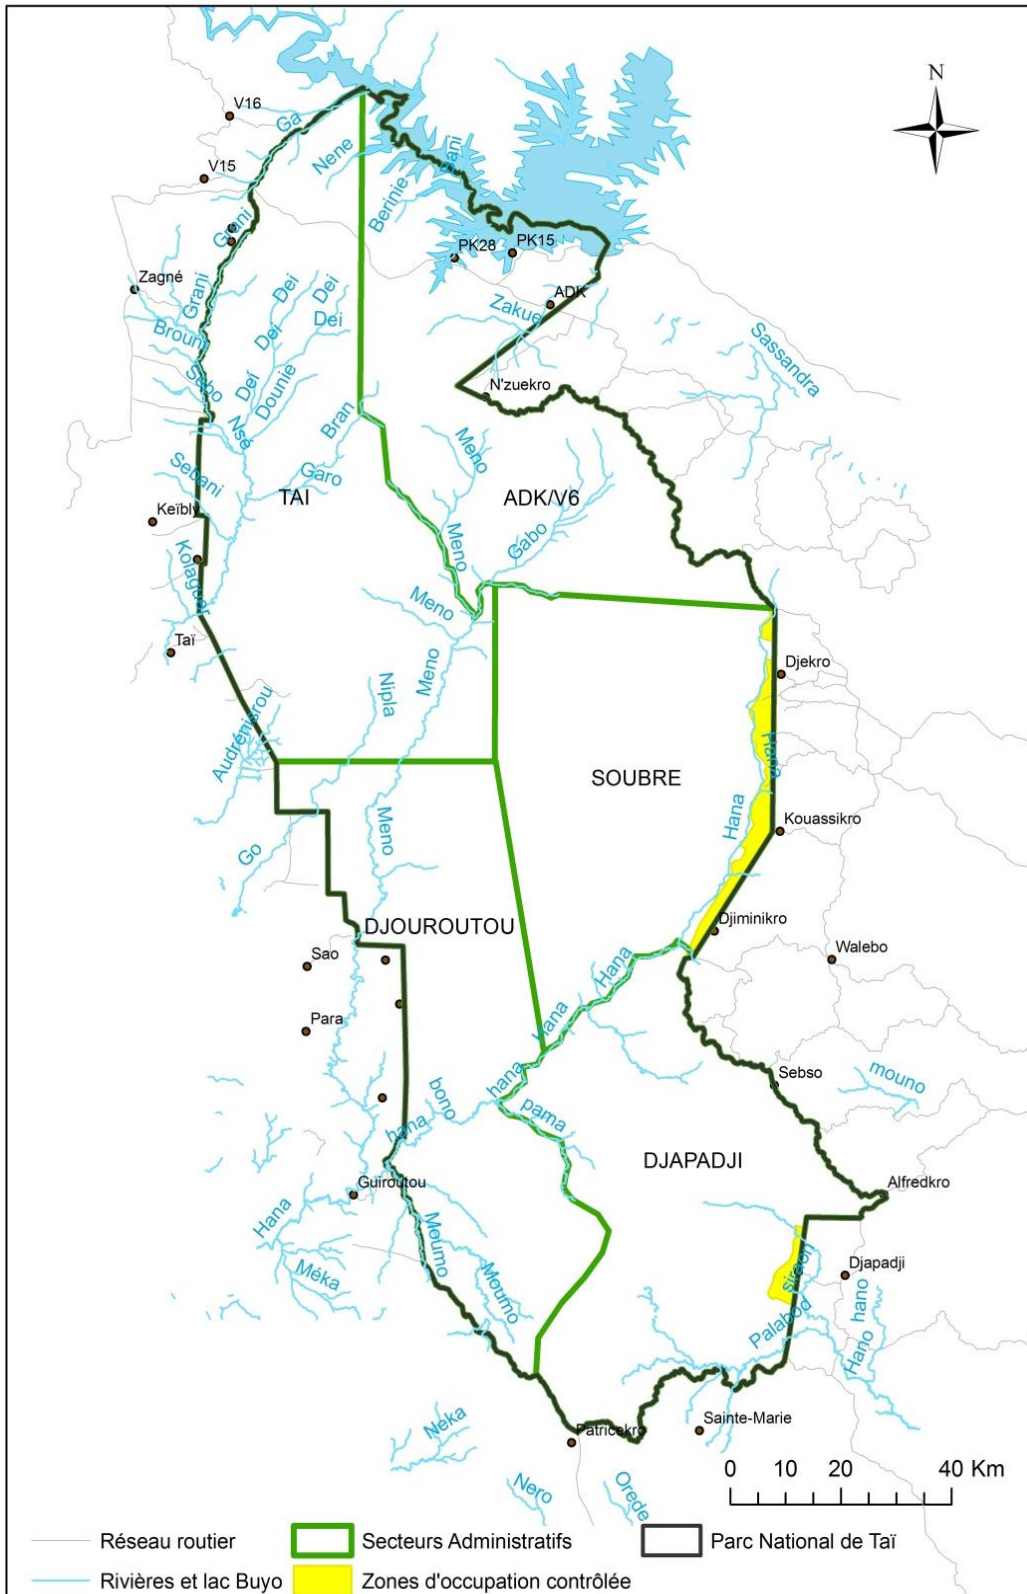 N
V16
Ga
V15
Nene
ani
Berinie
Grani
PK28
PK15
Zagné
Grani
Dei
Dei
Dei
Dei
ADK
Zakue
Broun
Sassandra
Sebo
Dei
Dounie
N'zuekro
Nsé
Bran
Meno
Garo
Sebani
TAI
ADK/V6
Keïbly
Meno
Gabo
Kolaguer
Meno
Taï
Meno
Djekro
Nipla
Audrénisrou
Hana
SOUBRE
Hana
Meno
Kouassikro
Go
DJOUROUTOU
Djiminikro
Sao
Hana
Walebo
Para
Hana
Sebso
mouno
hana
bono
pama
hana
DJAPADJI
Guiroutou
Alfredkro
Hana
Moumo
Méka
Moumo
siraon
Djapadji
hano
Palabod
Hano
Neka
Patricekro
Sainte-Marie
Nero
Orede
0 10 20 40 Km
Réseau routier
Secteurs Administratifs
Parc National de Taï
Rivières et lac Buyo
Zones d'occupation contrôlée